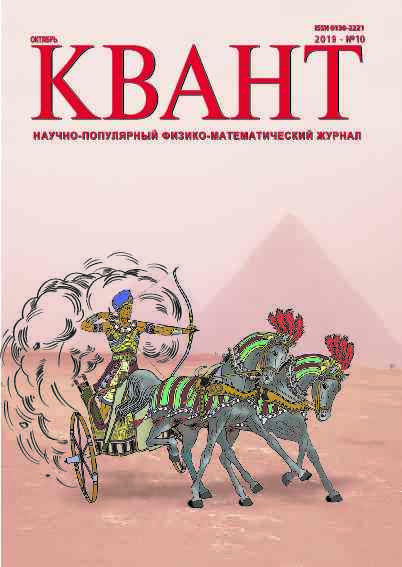 ISSN 0130-2221
ОКТЯБРЬ 2019 · №10
КВАНТ
НАУЧНО-ПОПУЛЯРНЫЙ ФИЗИКО-МАТЕМАТИЧЕСКИЙ ЖУРНАЛ